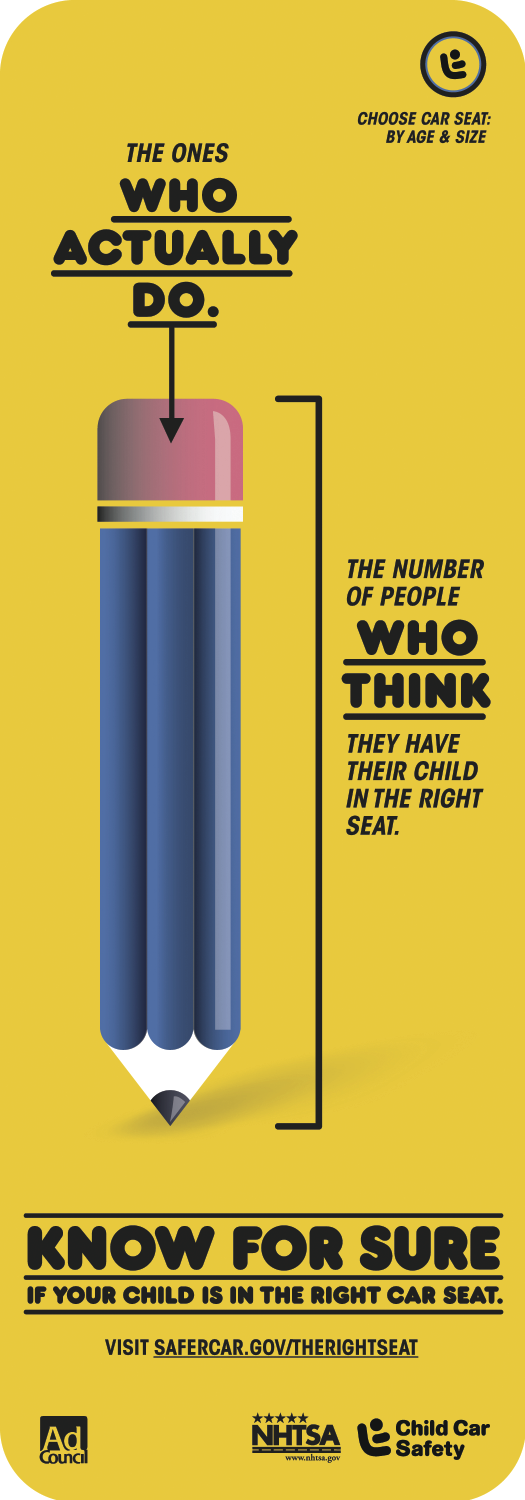 CHOOSE CAR SEAT:
BY AGE & SIZE
THE ONES
WHO
ACTUALLY
DO.
THE NUMBER
OF PEOPLE
WHO
THINK
THEY HAVE
THEIR CHILD
IN THE RIGHT
SEAT.
KNOW FOR SURE
IF YOUR CHILD IS IN THE RIGHT CAR SEAT.
VISIT SAFERCAR.GOV/THERIGHTSEAT
Ad
Council
NHTSA
www.nhtsa.gov
Child Car
Safety